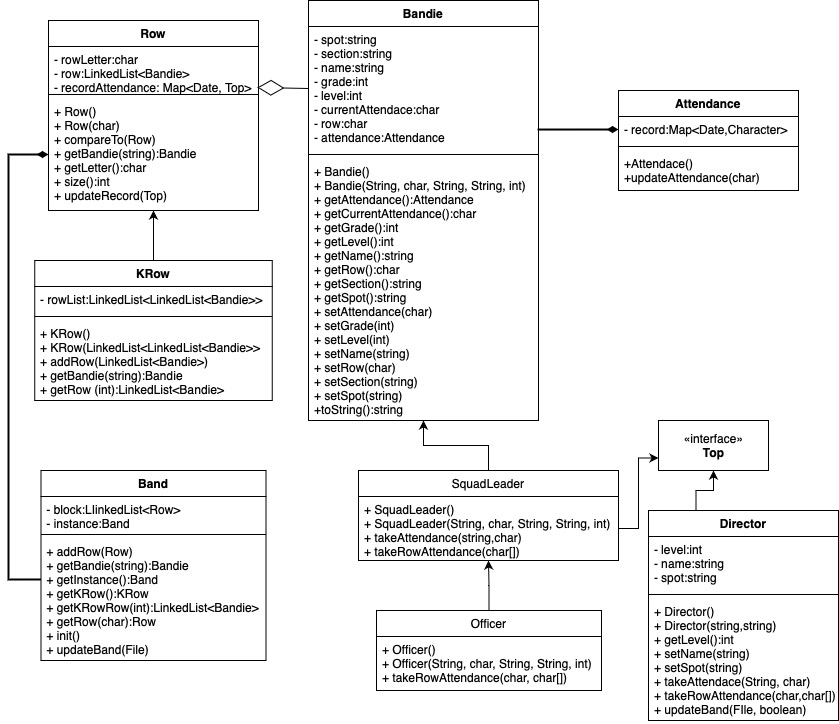 Row
- rowLetter:char
- row:LinkedList<Bandie>
- recordAttendance: Map<Date, Top>
+ Row()
+ Row(char)
+ compareTo(Row)
+ getBandie(string):Bandie
+ getLetter():char
+ size():int
+ updateRecord(Top)
Bandie
- spot:string
- section:string
- name:string
- grade:int
- level:int
- currentAttendace:char
- row:char
- attendance:Attendance
+ Bandie()
+ Bandie(String, char, String, String, int)
+ getAttendance():Attendance
+ getCurrentAttendance():char
+ getGrade():int
+ getLevel():int
+ getName():string
+ getRow():char
+ getSection():string
+ getSpot():string
+ setAttendance(char)
+ setGrade(int)
+ setLevel(int)
+ setName(string)
+ setRow(char)
+ setSection(string)
+ setSpot(string)
+toString():string
Attendance
- record:Map<Date,Character>
+Attendace()
+updateAttendance(char)
KRow
- rowList:LinkedList<LinkedList<Bandie>>
+ KRow()
+ KRow(LinkedList<LinkedList<Bandie>>
+ addRow(LinkedList<Bandie>)
+ getBandie(string):Bandie
+ getRow (int):LinkedList<Bandie>
«interface»
Top
Band
- block:LlinkedList<Row>
- instance:Band
+ addRow(Row)
+ getBandie(string):Bandie
+ getInstance():Band
+ getKRow():KRow
+ getKRowRow(int):LinkedList<Bandie>
+ getRow(char):Row
+ init()
+ updateBand(File)
SquadLeader
+ SquadLeader()
+ SquadLeader(String, char, String, String, int)
+ takeAttendance(string,char)
+ takeRowAttendance(char[])
Director
- level:int
- name:string
- spot:string
+ Director()
+ Director(string,string)
+ getLevel():int
+ setName(string)
+ setSpot(string)
+ takeAttendace(String, char)
+ takeRowAttendance(char,char[])
+ updateBand(FIle, boolean)
Officer
+ Officer()
+ Officer(String, char, String, String, int)
+ takeRowAttendance(char, char[])